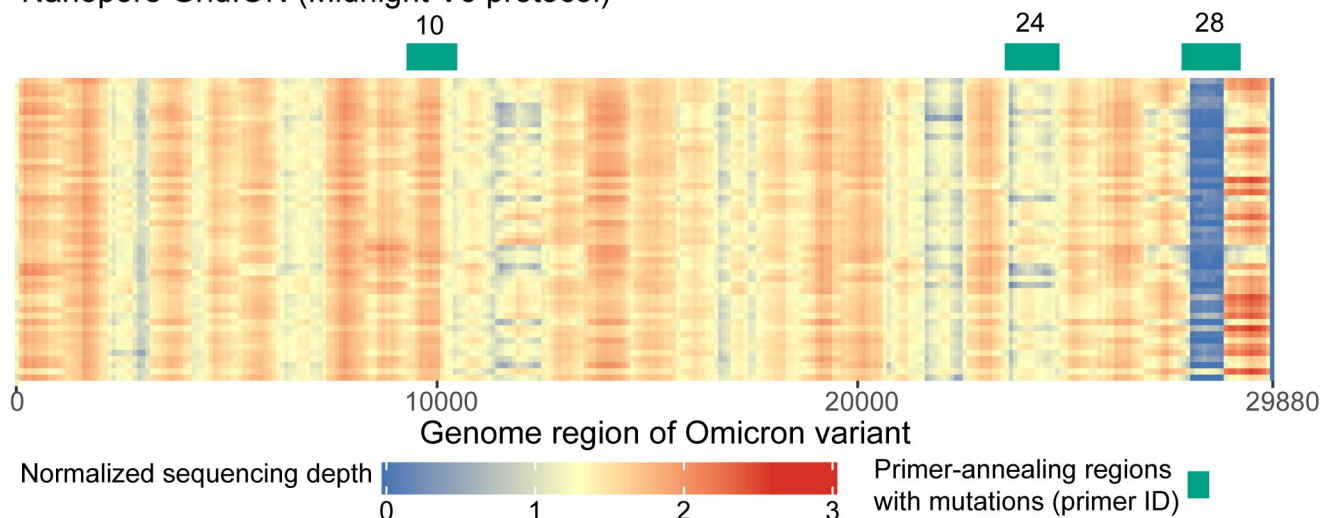 10 24 28
0 10000 20000 29880
Genome region of Omicron variant
Normalized sequencing depth
0 1 2 3
Primer-annealing regions
with mutations (primer ID)